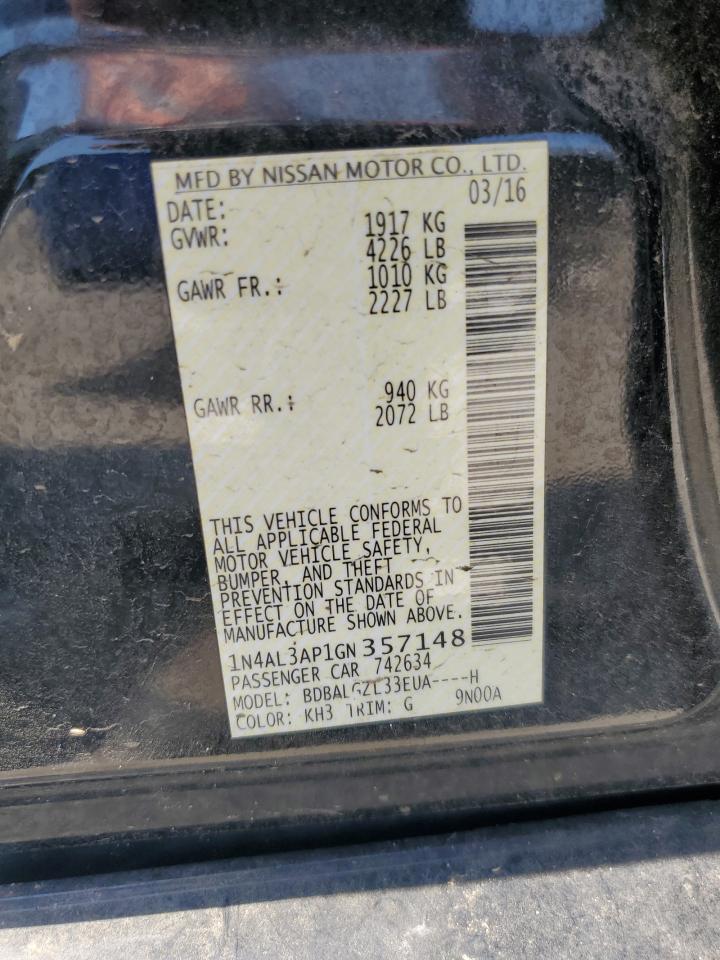 MFD BY NISSAN MOTOR CO., LTD.
DATE: 03/16
GVWR: 1917 KG
4226 LB
GAWR FR.: 1010 KG
2227 LB
GAWR RR.: 940 KG
2072 LB
THIS VEHICLE CONFORMS TO
ALL APPLICABLE FEDERAL
MOTOR VEHICLE SAFETY,
BUMPER, AND THEFT
PREVENTION STANDARDS IN
EFFECT ON THE DATE OF
MANUFACTURE SHOWN ABOVE.
1N4AL3AP1GN357148
PASSENGER CAR 742634
MODEL: BDBALGZL33EUA----H
COLOR: KH3 TRIM: G 9N00A